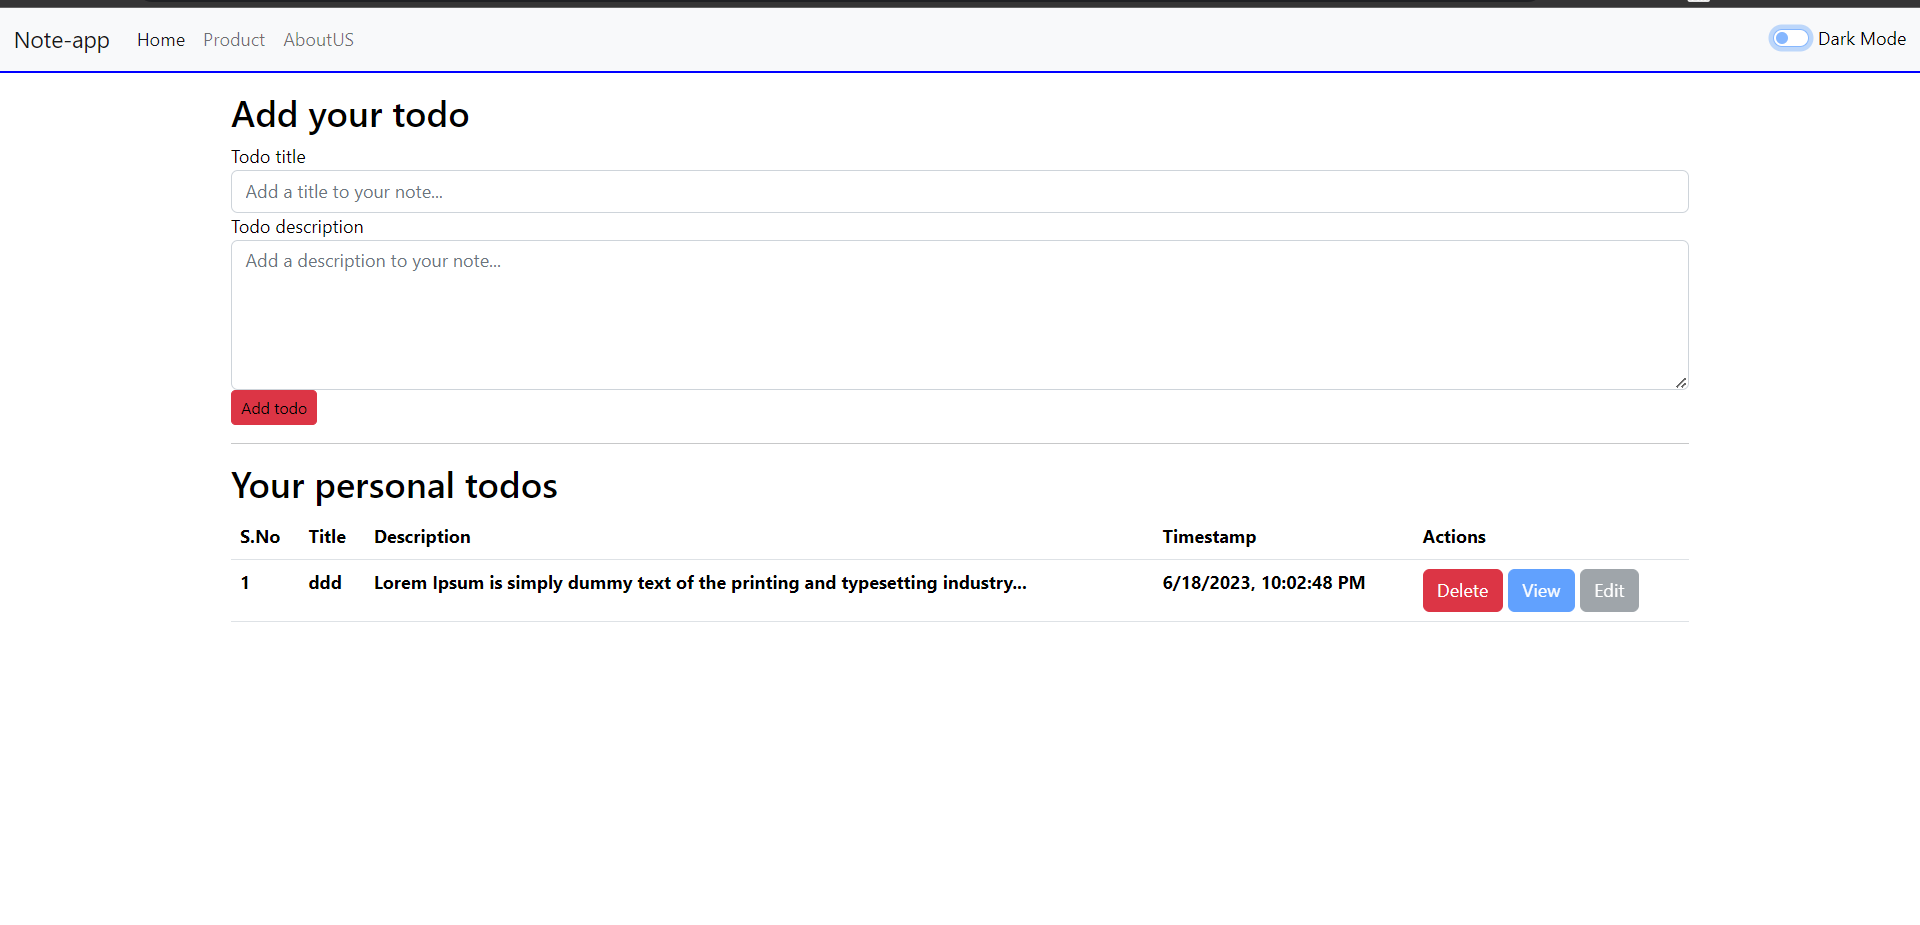 Note-app Home Product AboutUS Dark Mode
Add your todo
Todo title
Add a title to your note...
Todo description
Add a description to your note...
Add todo
Your personal todos
S.No Title Description Timestamp Actions
1 ddd Lorem Ipsum is simply dummy text of the printing and typesetting industry... 6/18/2023, 10:02:48 PM Delete View Edit